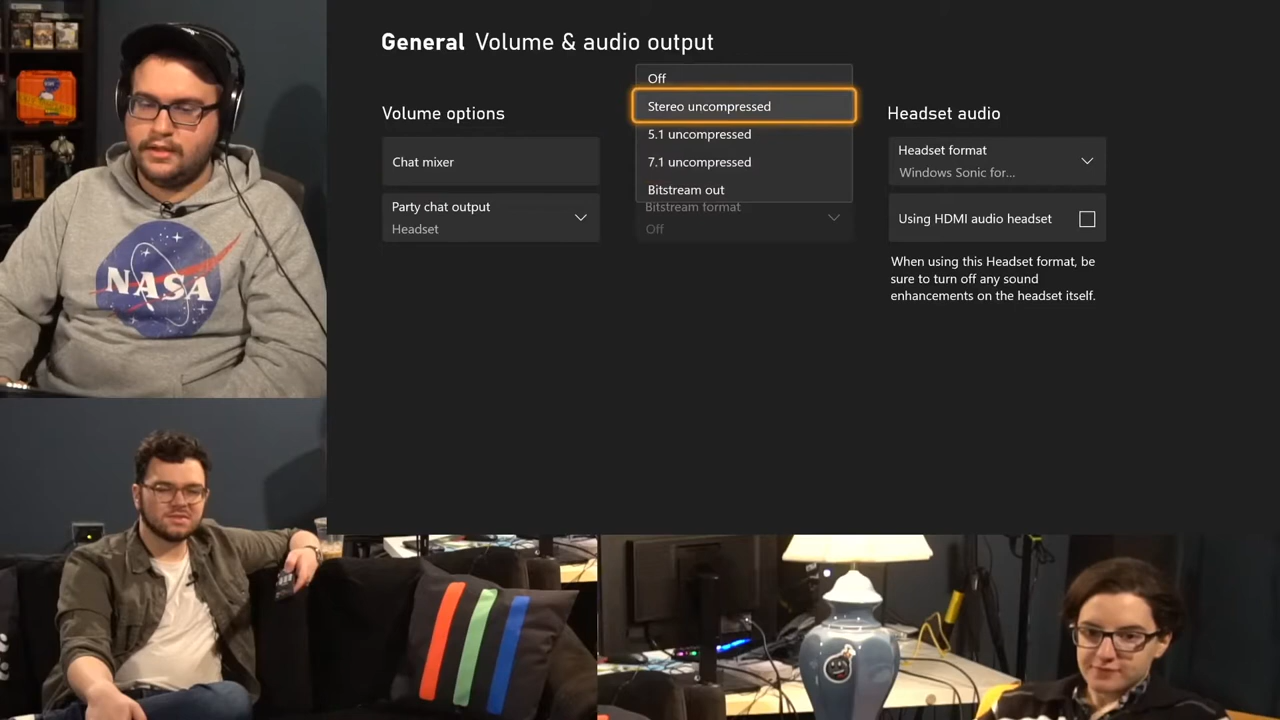 General Volume & audio output
Volume options
Chat mixer
Party chat output
Headset
Off
Stereo uncompressed
5.1 uncompressed
7.1 uncompressed
Bitstream out
Bitstream format
Off
Headset audio
Headset format
Windows Sonic for...
Using HDMI audio headset
When using this Headset format, be
sure to turn off any sound
enhancements on the headset itself.
NASA